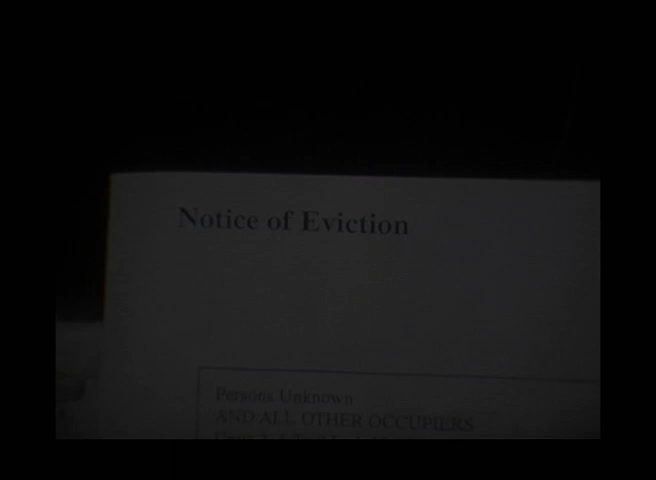 Notice of Eviction
Persons Unknown
AND ALL OTHER OCCUPIERS